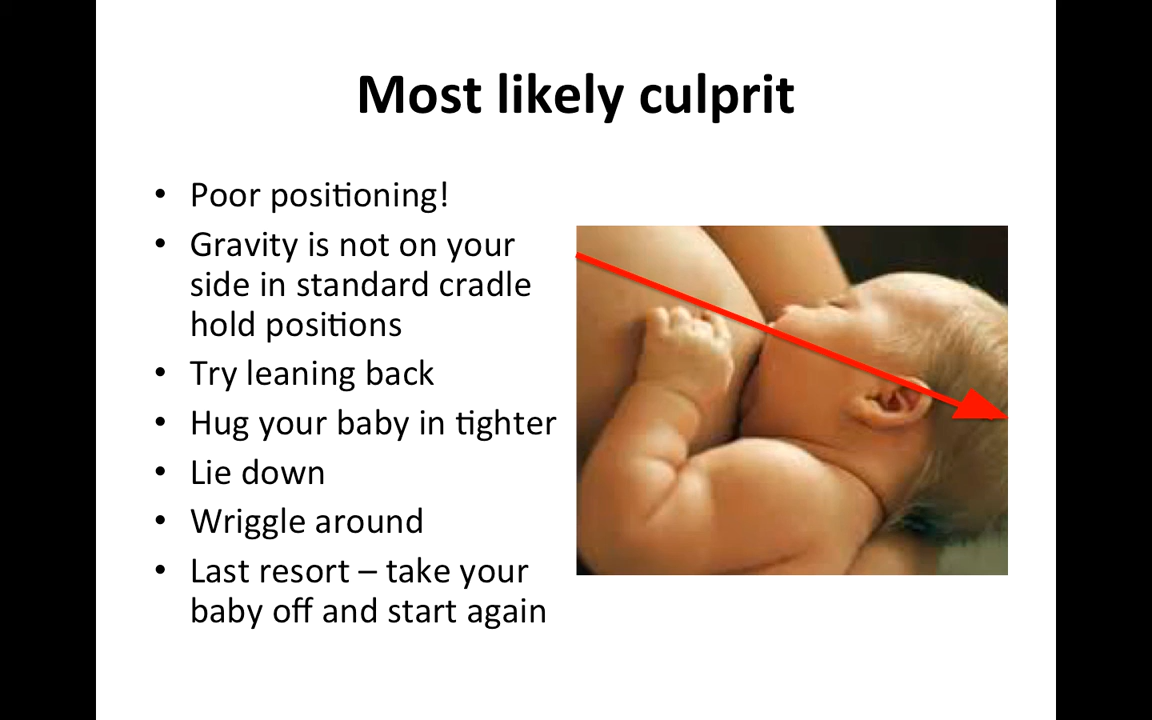 Most likely culprit
• Poor positioning!
• Gravity is not on your
side in standard cradle
hold positions
• Try leaning back
• Hug your baby in tighter
• Lie down
• Wriggle around
• Last resort – take your
baby off and start again